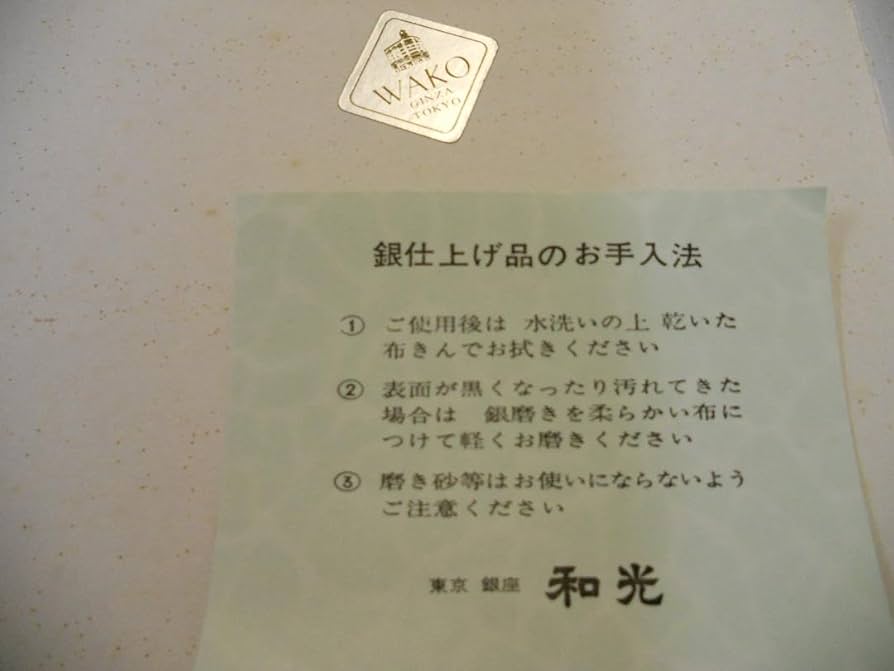 WAKO
GINZA
TOKYO
銀仕上げ品のお手入法
① ご使用後は 水洗いの上 乾いた
布きんでお拭きください
② 表面が黒くなったり汚れてきた
場合は 銀磨きを柔らかい布に
つけて軽くお磨きください
③ 磨き砂等はお使いにならないよう
ご注意ください
東京 銀座 和光